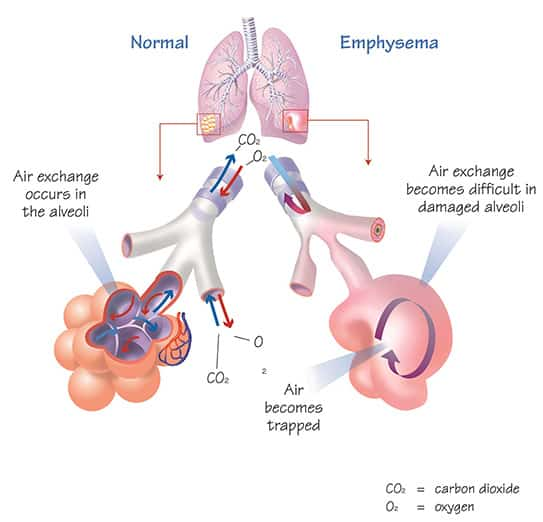 Normal
Emphysema
CO₂
O₂
Air exchange
occurs in
the alveoli
Air exchange
becomes difficult in
damaged alveoli
O
2
CO₂
Air
becomes
trapped
CO₂ = carbon dioxide
O₂ = oxygen